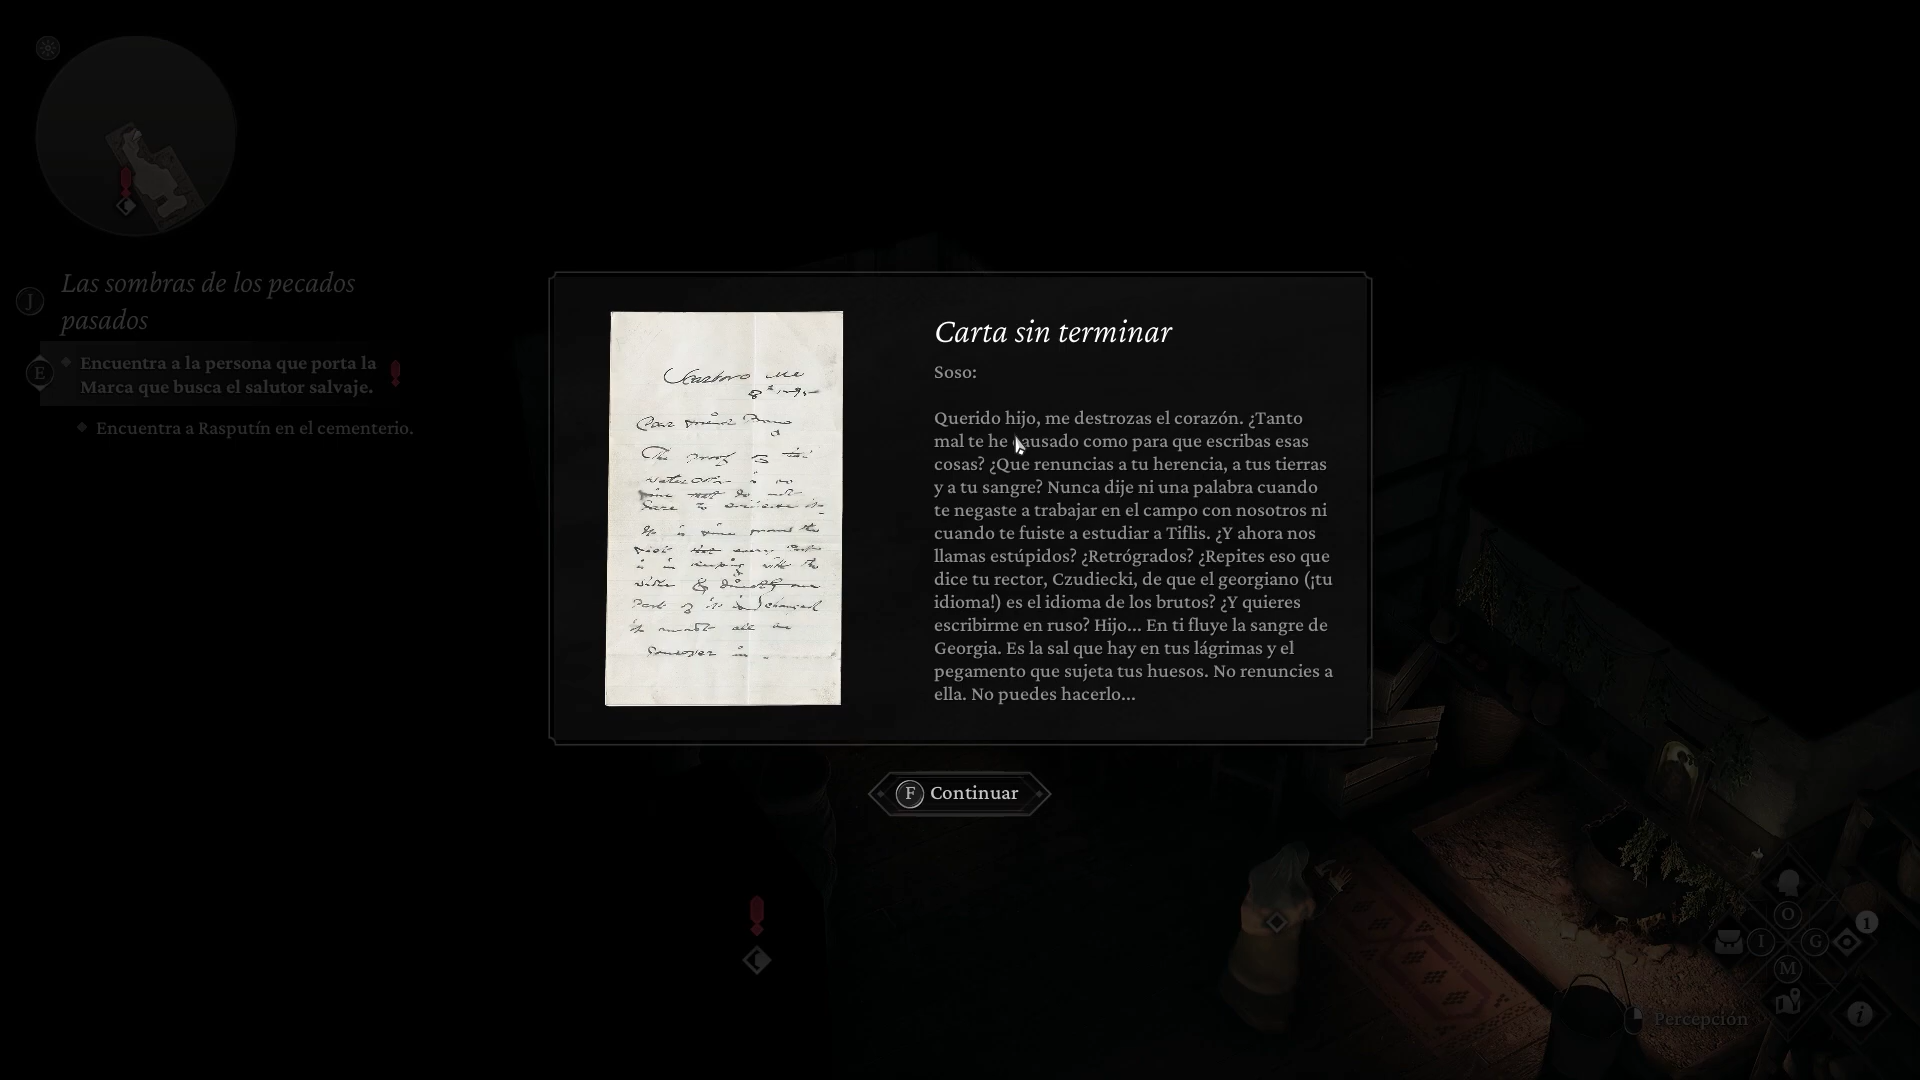 J
Las sombras de los pecados
pasados
E
Encuentra a la persona que porta la
Marca que busca el salutor salvaje.
Encuentra a Rasputín en el cementerio.
Carta sin terminar
Soso:
Querido hijo, me destrozas el corazón. ¿Tanto
mal te he causado como para que escribas esas
cosas? ¿Que renuncias a tu herencia, a tus tierras
y a tu sangre? Nunca dije ni una palabra cuando
te negaste a trabajar en el campo con nosotros ni
cuando te fuiste a estudiar a Tiflis. ¿Y ahora nos
llamas estúpidos? ¿Retrógrados? ¿Repites eso que
dice tu rector, Czudiecki, de que el georgiano (¡tu
idioma!) es el idioma de los brutos? ¿Y quieres
escribirme en ruso? Hijo... En ti fluye la sangre de
Georgia. Es la sal que hay en tus lágrimas y el
pegamento que sujeta tus huesos. No renuncies a
ella. No puedes hacerlo...
F Continuar
O
1
I
G
M
i
Percepción